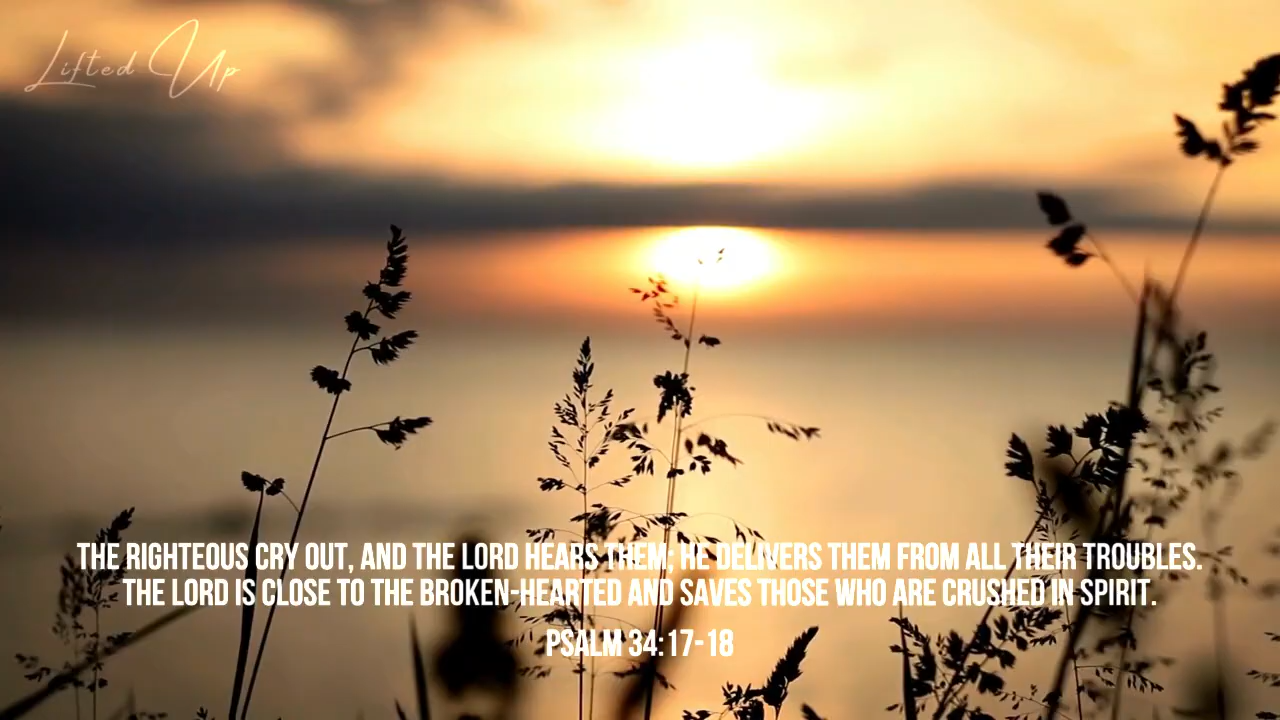 Lifted Up
THE RIGHTEOUS CRY OUT, AND THE LORD HEARS THEM; HE DELIVERS THEM FROM ALL THEIR TROUBLES.
THE LORD IS CLOSE TO THE BROKEN-HEARTED AND SAVES THOSE WHO ARE CRUSHED IN SPIRIT.
PSALM 34:17-18